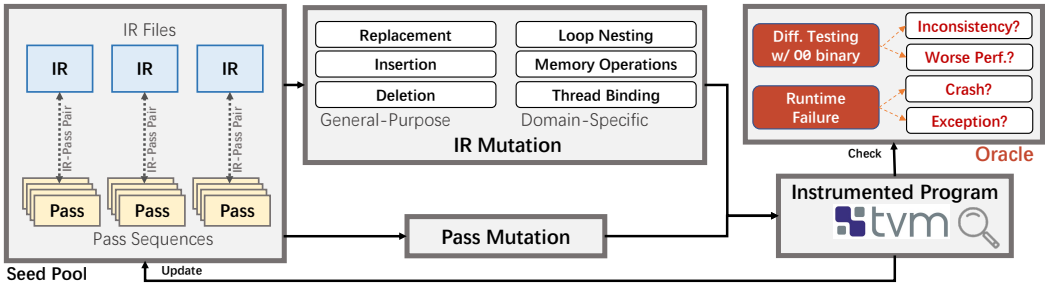 IR Files
IR
IR
IR
IR-Pass Pair
IR-Pass Pair
IR-Pass Pair
Pass
Pass
Pass
Pass Sequences
Seed Pool
Update
Replacement
Insertion
Deletion
General-Purpose
Loop Nesting
Memory Operations
Thread Binding
Domain-Specific
IR Mutation
Pass Mutation
Diff. Testing
w/ O0 binary
Inconsistency?
Worse Perf.?
Runtime
Failure
Crash?
Exception?
Oracle
Check
Instrumented Program
tvm